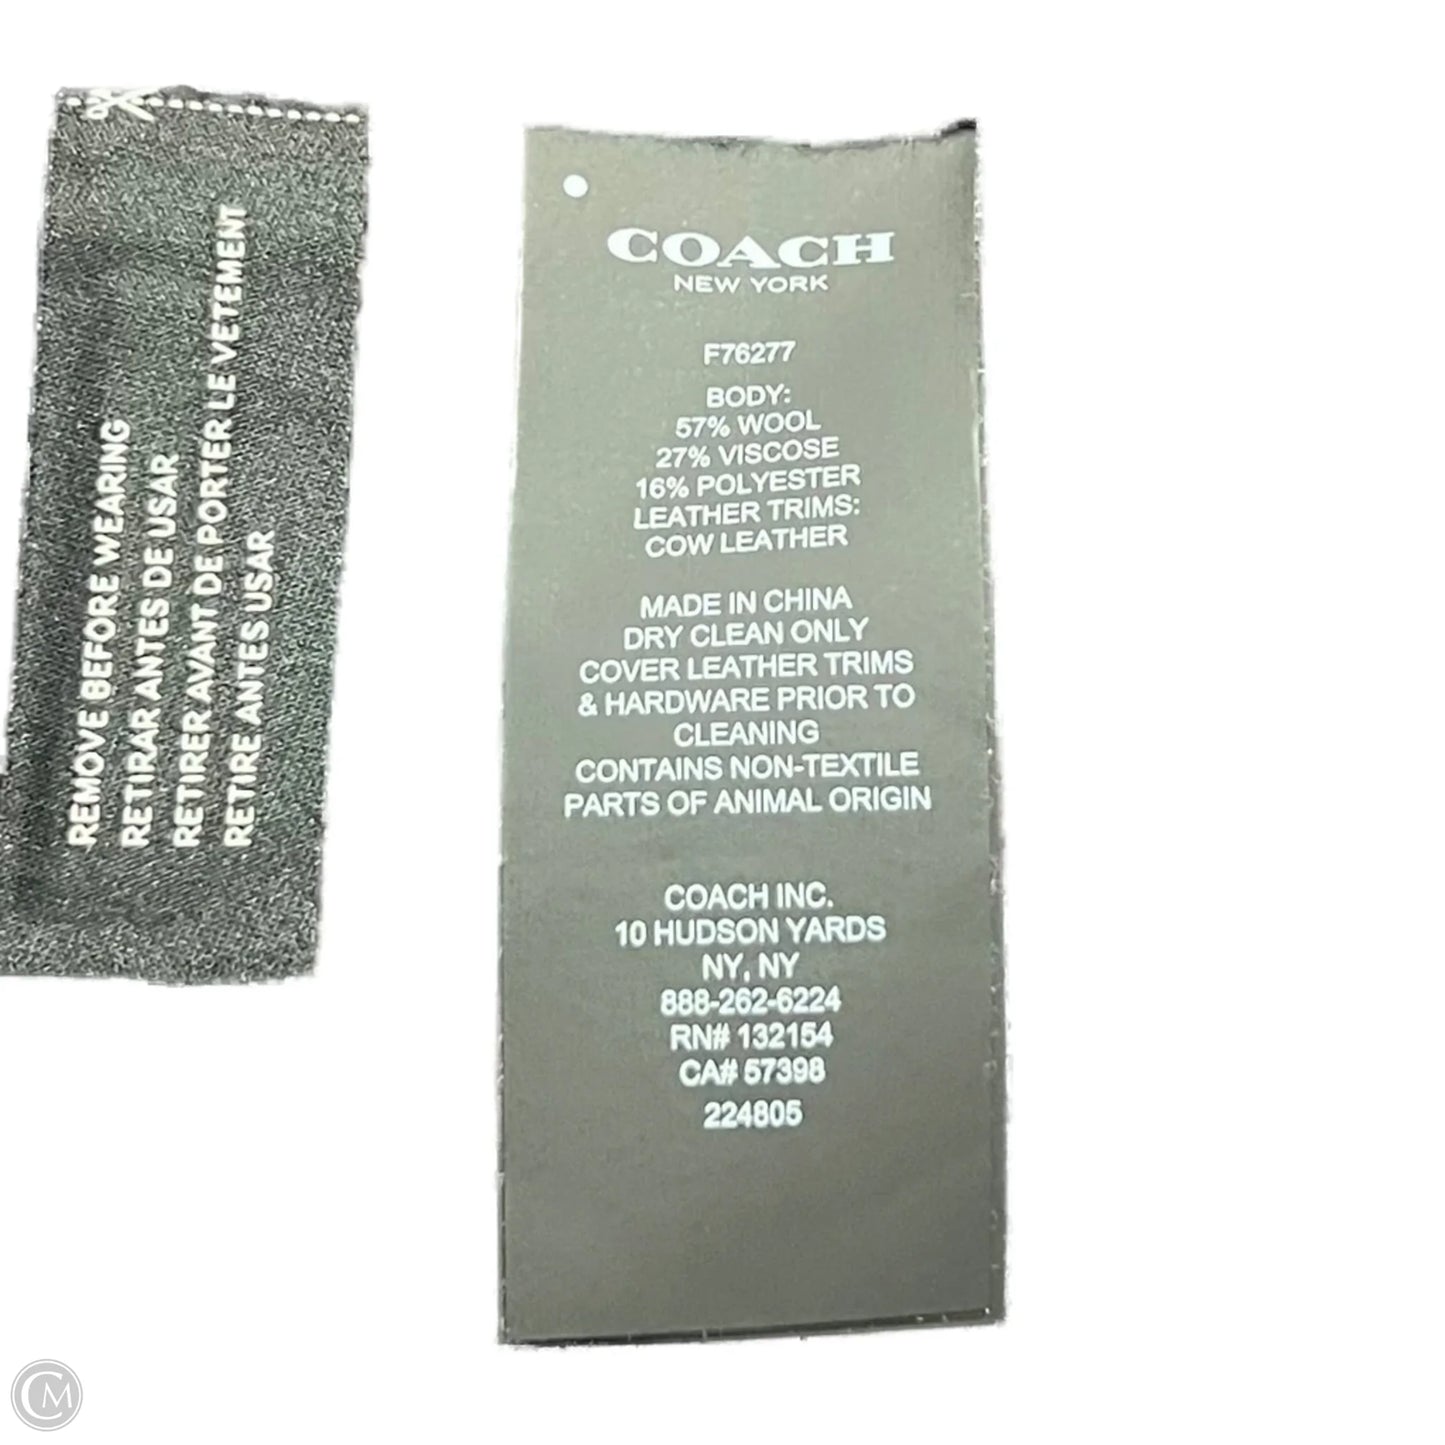 REMOVE BEFORE WEARING
RETIRAR ANTES DE USAR
RETIRER AVANT DE PORTER LE VETEMENT
RETIRE ANTES USAR
COACH
NEW YORK
F76277
BODY:
57% WOOL
27% VISCOSE
16% POLYESTER
LEATHER TRIMS:
COW LEATHER
MADE IN CHINA
DRY CLEAN ONLY
COVER LEATHER TRIMS
& HARDWARE PRIOR TO
CLEANING
CONTAINS NON-TEXTILE
PARTS OF ANIMAL ORIGIN
COACH INC.
10 HUDSON YARDS
NY, NY
888-262-6224
RN# 132154
CA# 57398
224805
CM